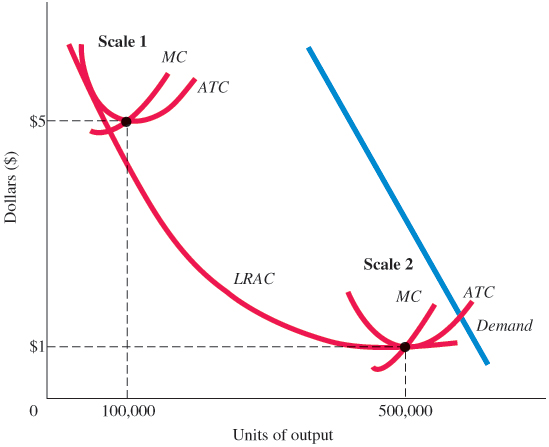 Scale 1
MC
ATC
$5
Dollars ($)
LRAC
Scale 2
MC
ATC
Demand
$1
0
100,000
500,000
Units of output